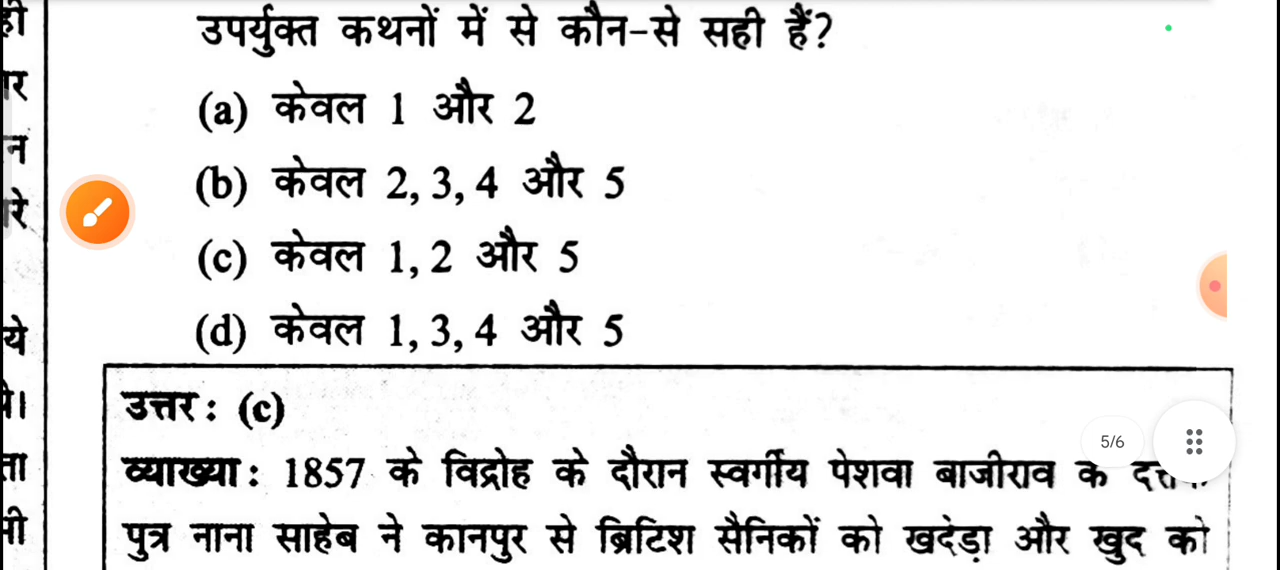 उपर्युक्त कथनों में से कौन-से सही हैं?
(a) केवल 1 और 2
(b) केवल 2, 3, 4 और 5
(c) केवल 1, 2 और 5
(d) केवल 1, 3, 4 और 5
उत्तर : (c)
5/6
व्याख्या : 1857 के विद्रोह के दौरान स्वर्गीय पेशवा बाजीराव के
पुत्र नाना साहेब ने कानपुर से ब्रिटिश सैनिकों को खदेड़ा और खुद को